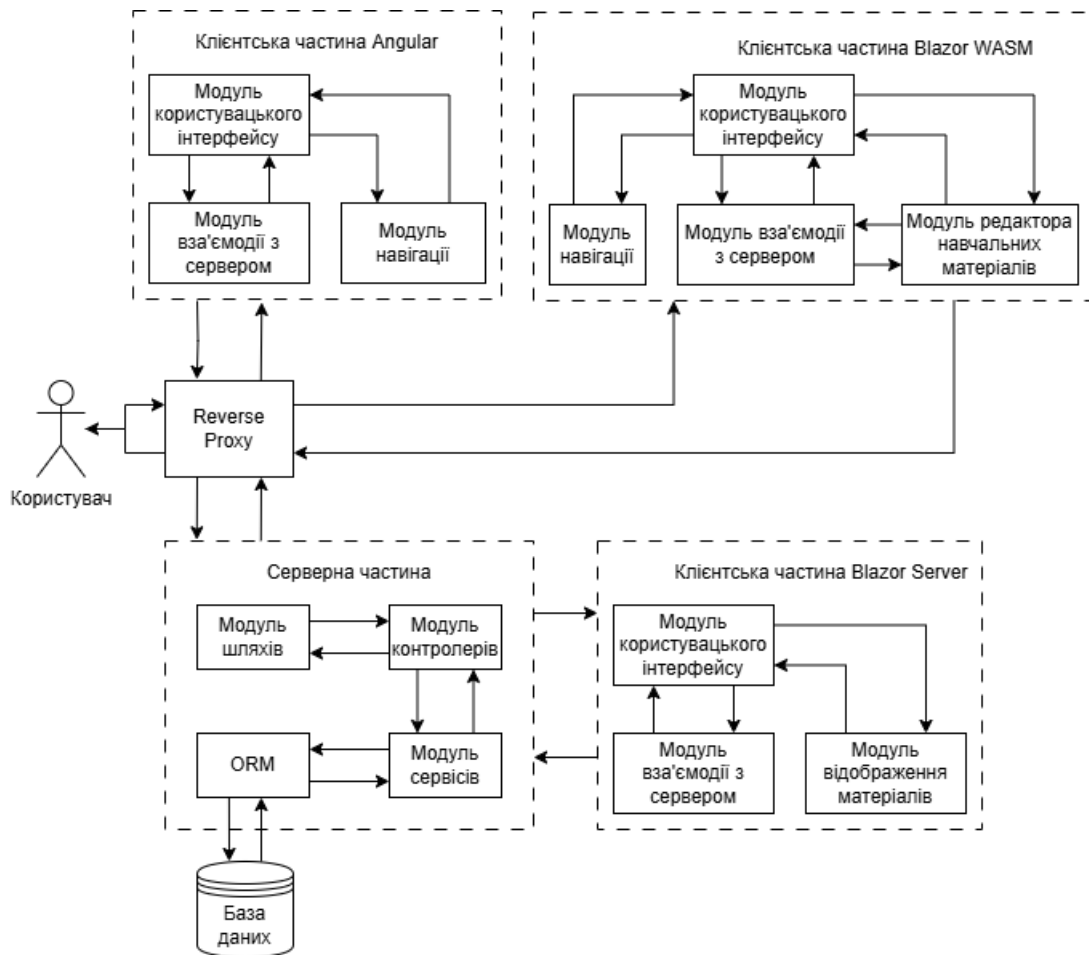 Клієнтська частина Angular
Модуль
користувацького
інтерфейсу
Модуль
вза'ємодії з
сервером
Модуль
навігації
Клієнтська частина Blazor WASM
Модуль
користувацького
інтерфейсу
Модуль
навігації
Модуль вза'ємодії
з сервером
Модуль редактора
навчальних
матеріалів
Reverse
Proxy
Користувач
Серверна частина
Модуль
шляхів
Модуль
контролерів
ORM
Модуль
сервісів
База
даних
Клієнтська частина Blazor Server
Модуль
користувацького
інтерфейсу
Модуль
вза'ємодії з
сервером
Модуль
відображення
матеріалів